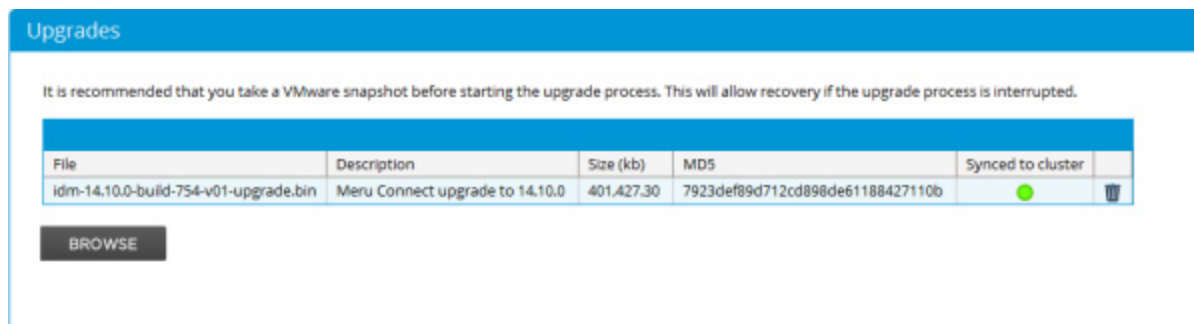 Upgrades
It is recommended that you take a VMware snapshot before starting the upgrade process. This will allow recovery if the upgrade process is interrupted.
File Description Size (kb) MD5 Synced to cluster
idm-14.10.0-build-754-v01-upgrade.bin Meru Connect upgrade to 14.10.0 401,427.30 7923def89d712cd898de61188427110b
BROWSE